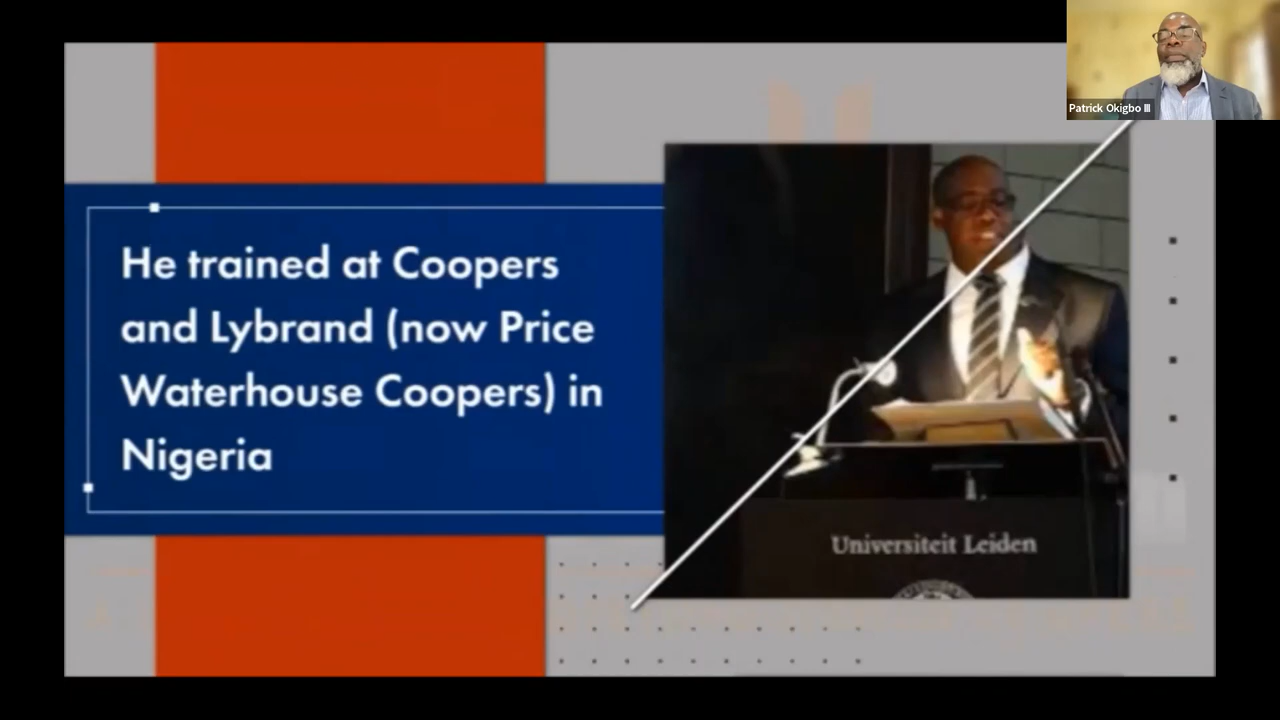 Patrick Okigbo III
He trained at Coopers
and Lybrand (now Price
Waterhouse Coopers) in
Nigeria
Universiteit Leiden